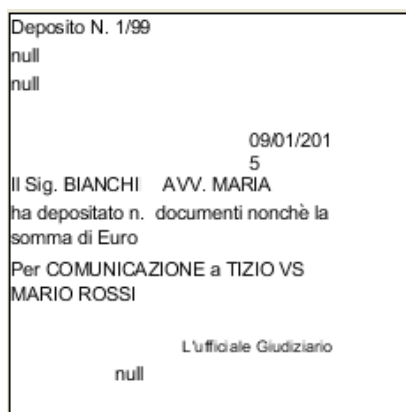 Deposito N. 1/99
null
null
09/01/201
5
Il Sig. BIANCHI AVV. MARIA
ha depositato n. documenti nonchè la
somma di Euro
Per COMUNICAZIONE a TIZIO VS
MARIO ROSSI
L'ufficiale Giudiziario
null